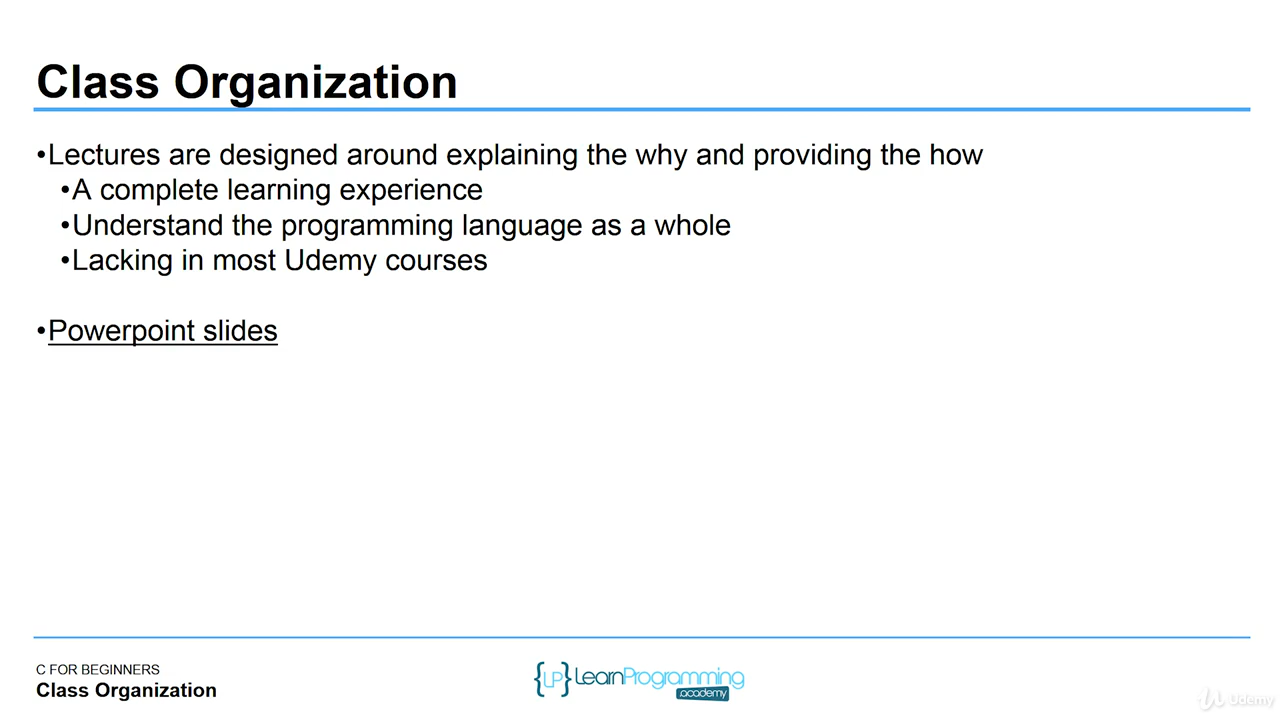 Class Organization
•Lectures are designed around explaining the why and providing the how
•A complete learning experience
•Understand the programming language as a whole
•Lacking in most Udemy courses
•Powerpoint slides
C FOR BEGINNERS
Class Organization
{LP} LearnProgramming
.academy
Udemy